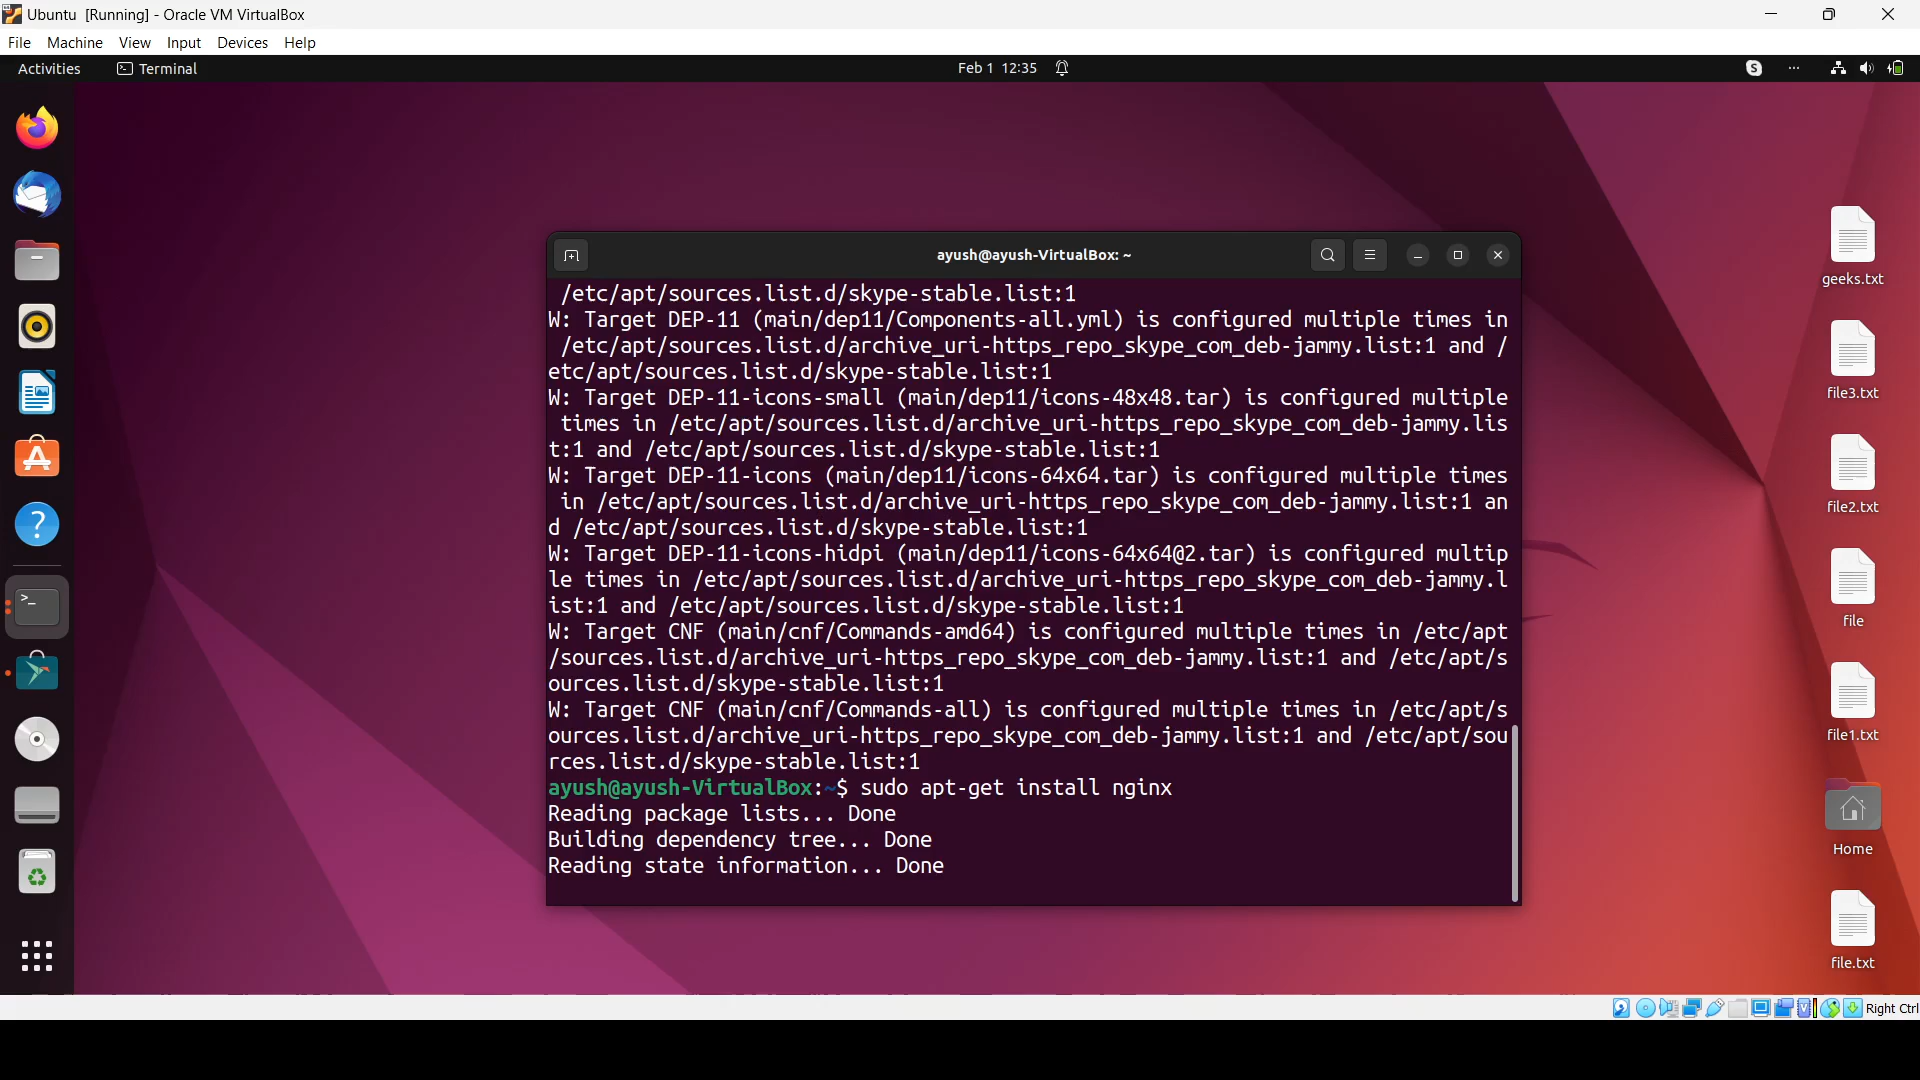 Ubuntu [Running] - Oracle VM VirtualBox
File Machine View Input Devices Help
Activities Terminal Feb 1 12:35
ayush@ayush-VirtualBox: ~
/etc/apt/sources.list.d/skype-stable.list:1
W: Target DEP-11 (main/dep11/Components-all.yml) is configured multiple times in
/etc/apt/sources.list.d/archive_uri-https_repo_skype_com_deb-jammy.list:1 and /
etc/apt/sources.list.d/skype-stable.list:1
W: Target DEP-11-icons-small (main/dep11/icons-48x48.tar) is configured multiple
times in /etc/apt/sources.list.d/archive_uri-https_repo_skype_com_deb-jammy.lis
t:1 and /etc/apt/sources.list.d/skype-stable.list:1
W: Target DEP-11-icons (main/dep11/icons-64x64.tar) is configured multiple times
in /etc/apt/sources.list.d/archive_uri-https_repo_skype_com_deb-jammy.list:1 an
d /etc/apt/sources.list.d/skype-stable.list:1
W: Target DEP-11-icons-hidpi (main/dep11/icons-64x64@2.tar) is configured multip
le times in /etc/apt/sources.list.d/archive_uri-https_repo_skype_com_deb-jammy.l
ist:1 and /etc/apt/sources.list.d/skype-stable.list:1
W: Target CNF (main/cnf/Commands-amd64) is configured multiple times in /etc/apt
/sources.list.d/archive_uri-https_repo_skype_com_deb-jammy.list:1 and /etc/apt/s
ources.list.d/skype-stable.list:1
W: Target CNF (main/cnf/Commands-all) is configured multiple times in /etc/apt/s
ources.list.d/archive_uri-https_repo_skype_com_deb-jammy.list:1 and /etc/apt/sou
rces.list.d/skype-stable.list:1
ayush@ayush-VirtualBox:~$ sudo apt-get install nginx
Reading package lists... Done
Building dependency tree... Done
Reading state information... Done
geeks.txt
file3.txt
file2.txt
file
file1.txt
Home
file.txt
Right Ctrl